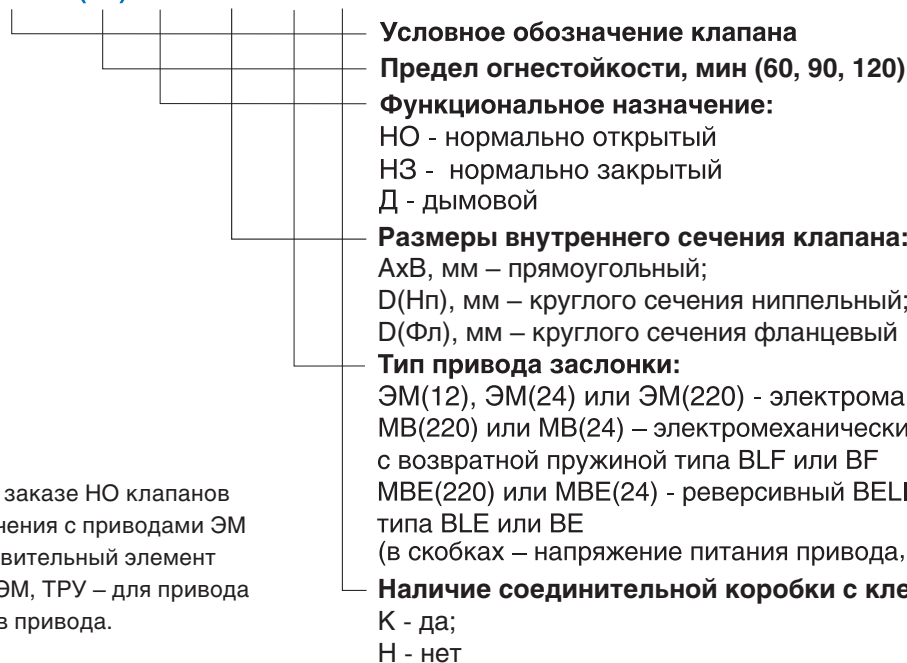 Условное обозначение клапана
Предел огнестойкости, мин (60, 90, 120)
Функциональное назначение:
НО - нормально открытый
НЗ - нормально закрытый
Д - дымовой
Размеры внутреннего сечения клапана:
АхВ, мм – прямоугольный;
D(Нп), мм – круглого сечения ниппельный;
D(Фл), мм – круглого сечения фланцевый
Тип привода заслонки:
ЭМ(12), ЭМ(24) или ЭМ(220) - электрома
МВ(220) или МВ(24) – электромеханически
с возвратной пружиной типа BLF или BF
МВЕ(220) или МВЕ(24) - реверсивный BEL
типа BLE или BE
(в скобках – напряжение питания привода,
Наличие соединительной коробки с кле
К - да;
Н - нет
заказе НО клапанов
нения с приводами ЭМ
вительный элемент
ЭМ, ТРУ – для привода
в привода.